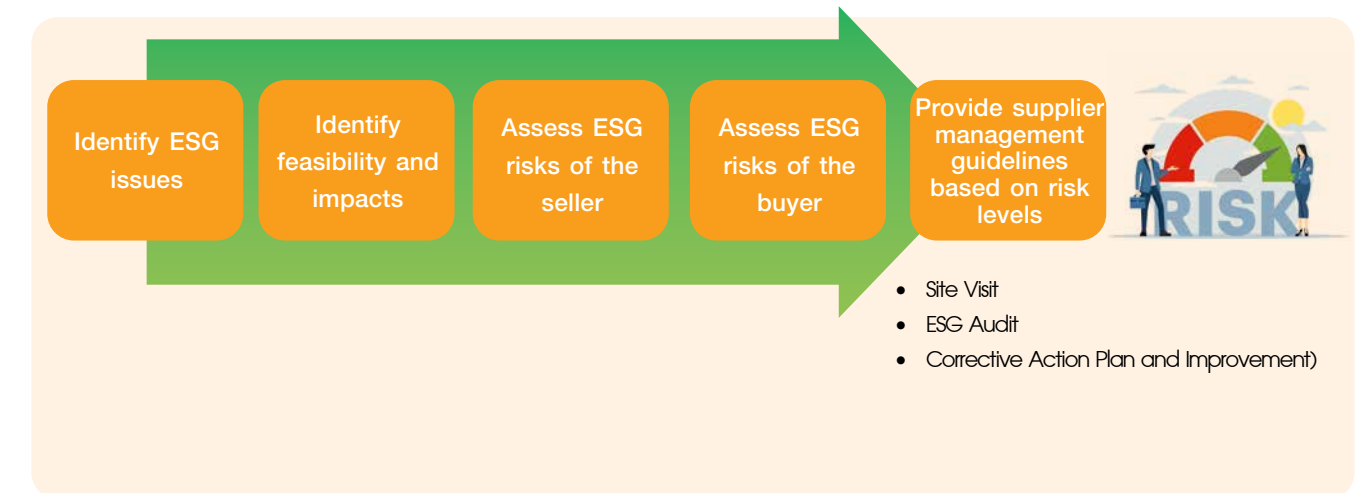 Identify ESG
issues
Identify
feasibility and
impacts
Assess ESG
risks of the
seller
Assess ESG
risks of the
buyer
Provide supplier
management
guidelines
based on risk
levels
RISK
• Site Visit
• ESG Audit
• Corrective Action Plan and Improvement)